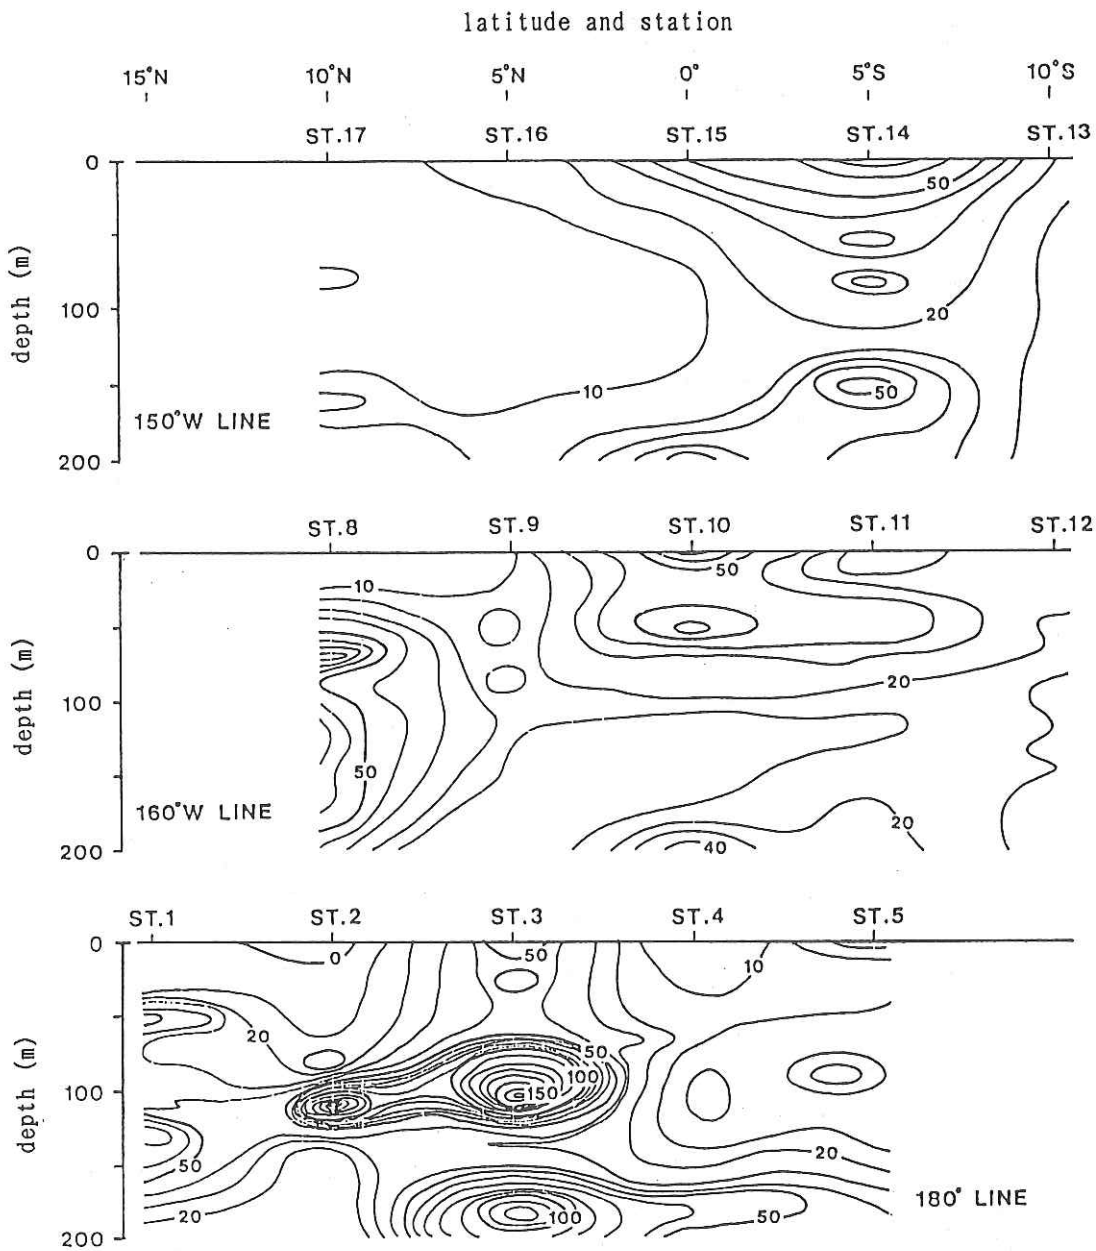 latitude and station
15°N 10°N 5°N 0° 5°S 10°S
ST.17 ST.16 ST.15 ST.14 ST.13
0
50
depth (m)
100
20
10
50
150°W LINE
200
ST.8 ST.9 ST.10 ST.11 ST.12
0
50
10
depth (m)
20
100
50
160°W LINE
20
200
40
ST.1 ST.2 ST.3 ST.4 ST.5
0
0 50 10
20
50
100
depth (m)
100
150
20
50
180° LINE
20 100 50
200